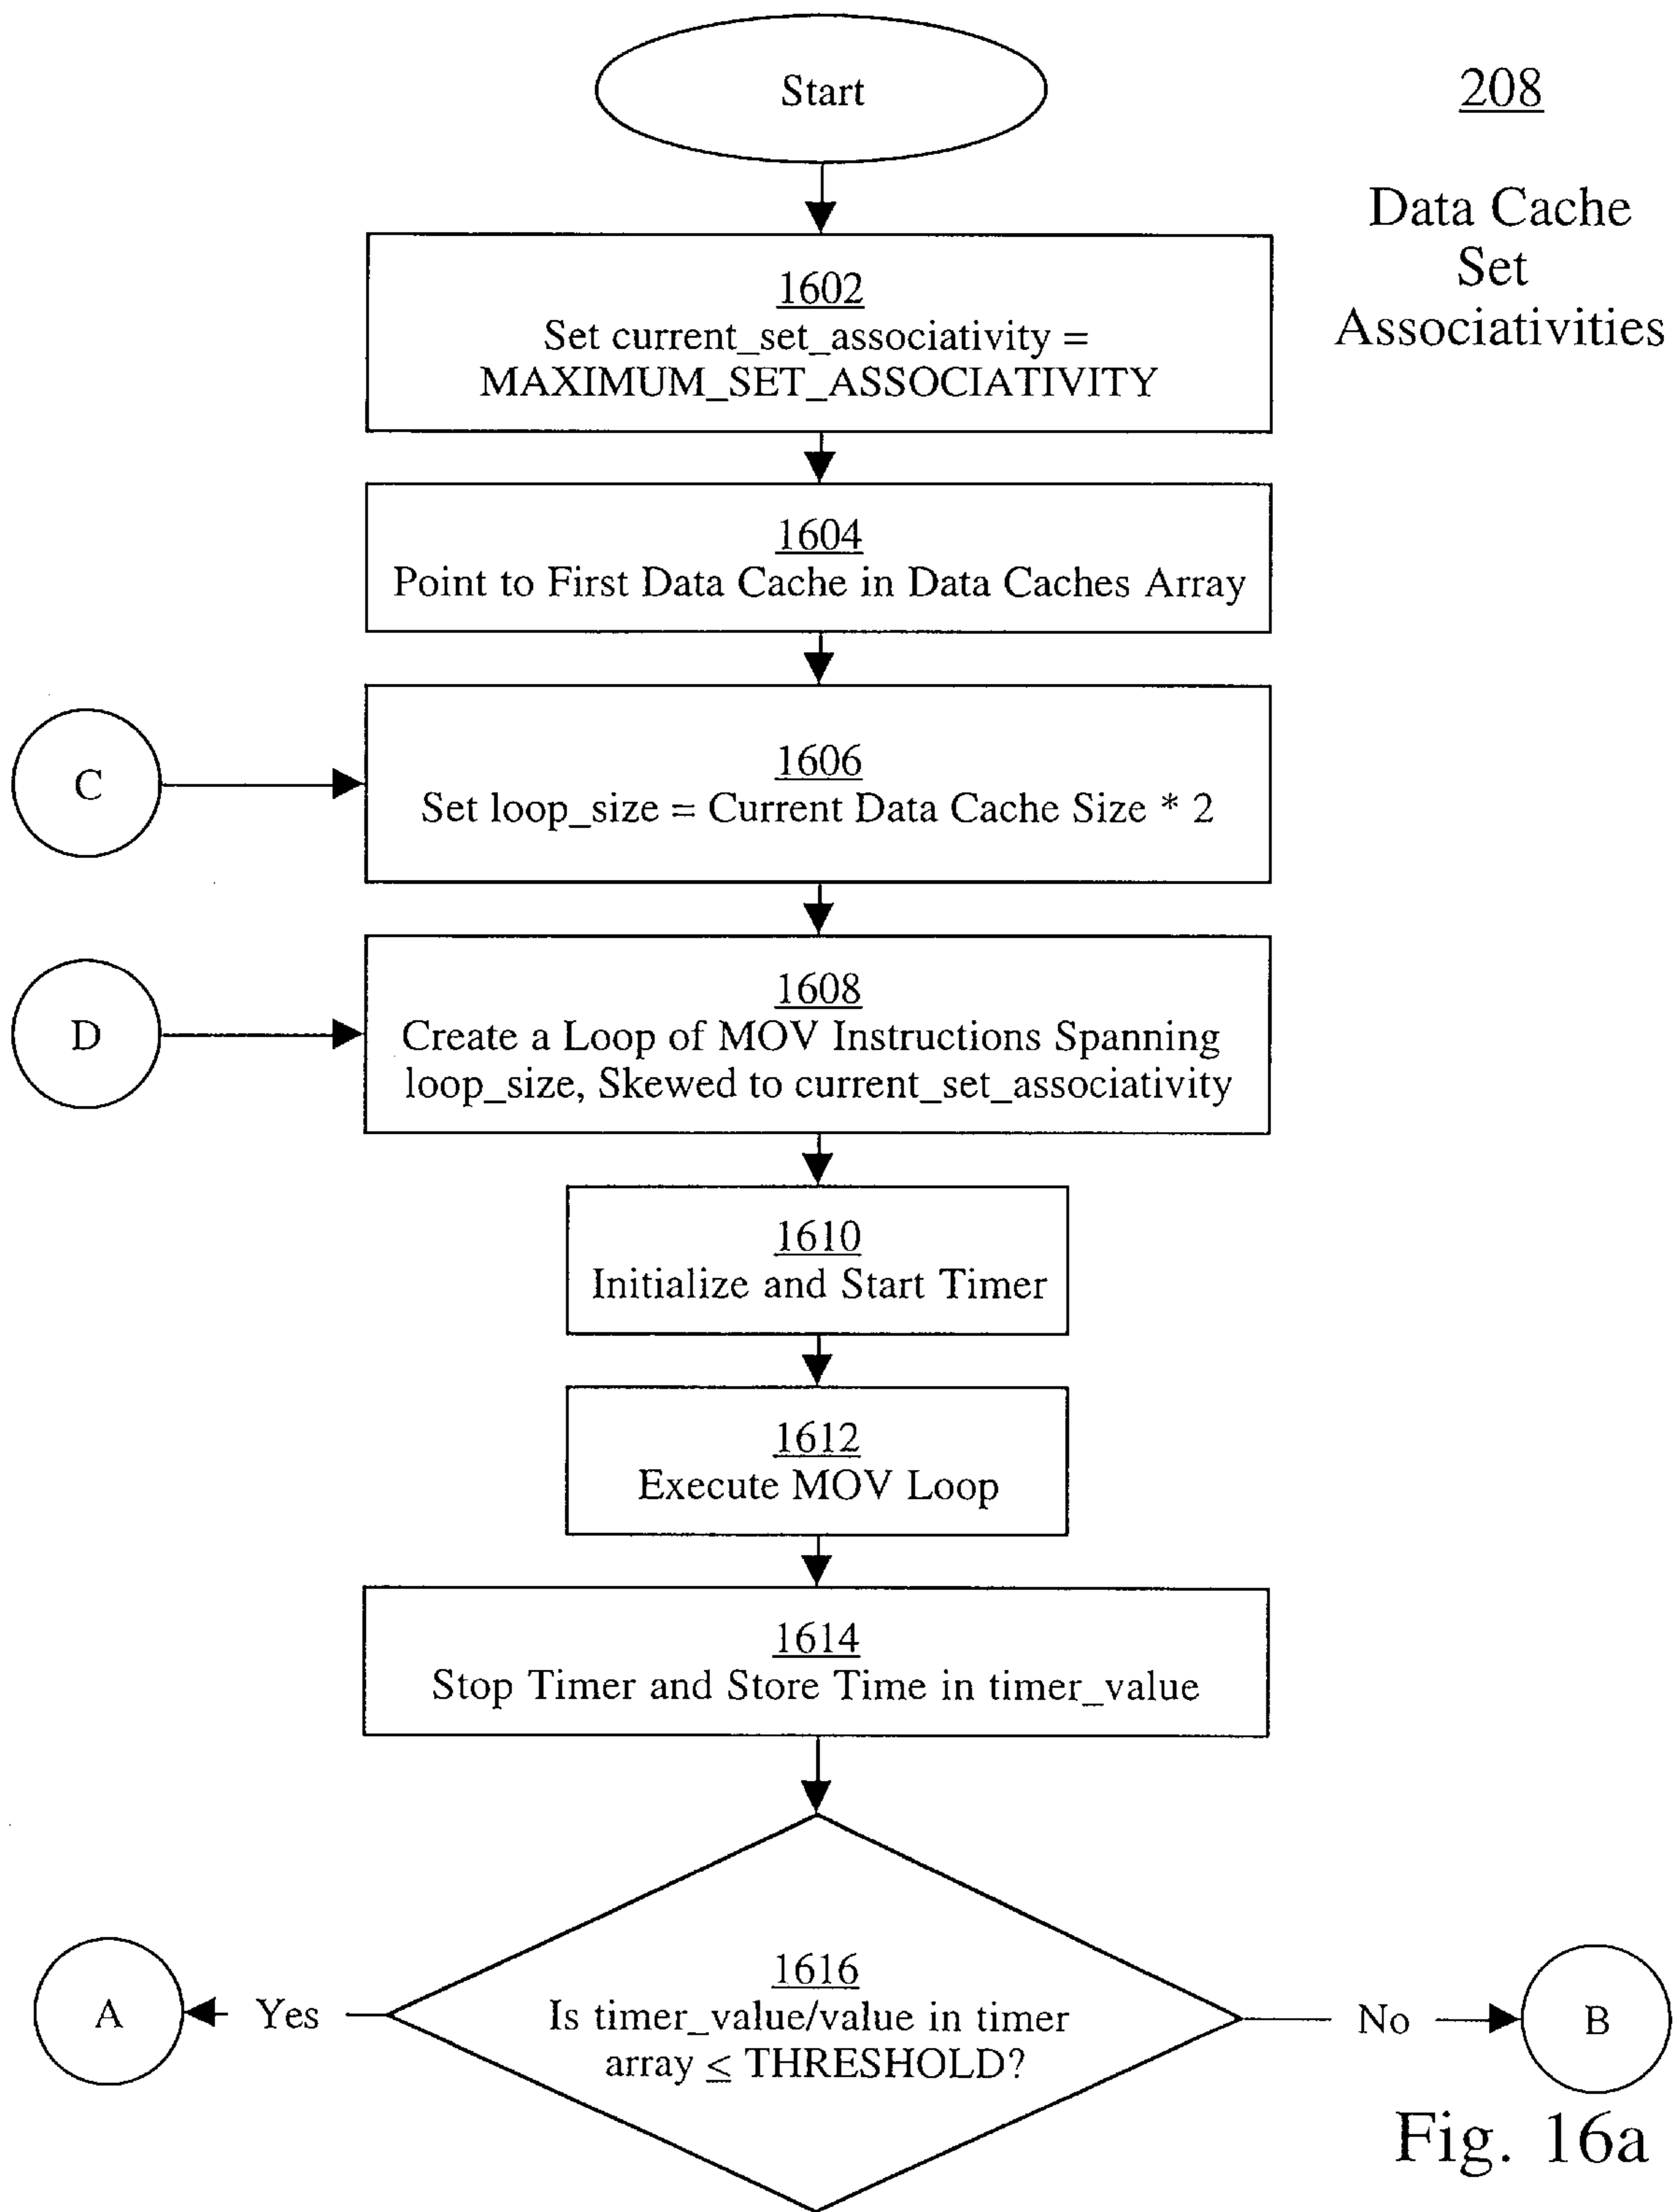 Start
208
Data Cache
Set
Associativities
1602
Set current_set_associativity =
MAXIMUM_SET_ASSOCIATIVITY
1604
Point to First Data Cache in Data Caches Array
C
1606
Set loop_size = Current Data Cache Size * 2
D
1608
Create a Loop of MOV Instructions Spanning
loop_size, Skewed to current_set_associativity
1610
Initialize and Start Timer
1612
Execute MOV Loop
1614
Stop Timer and Store Time in timer_value
A
Yes
1616
Is timer_value/value in timer
array ≤ THRESHOLD?
No
B
Fig. 16a